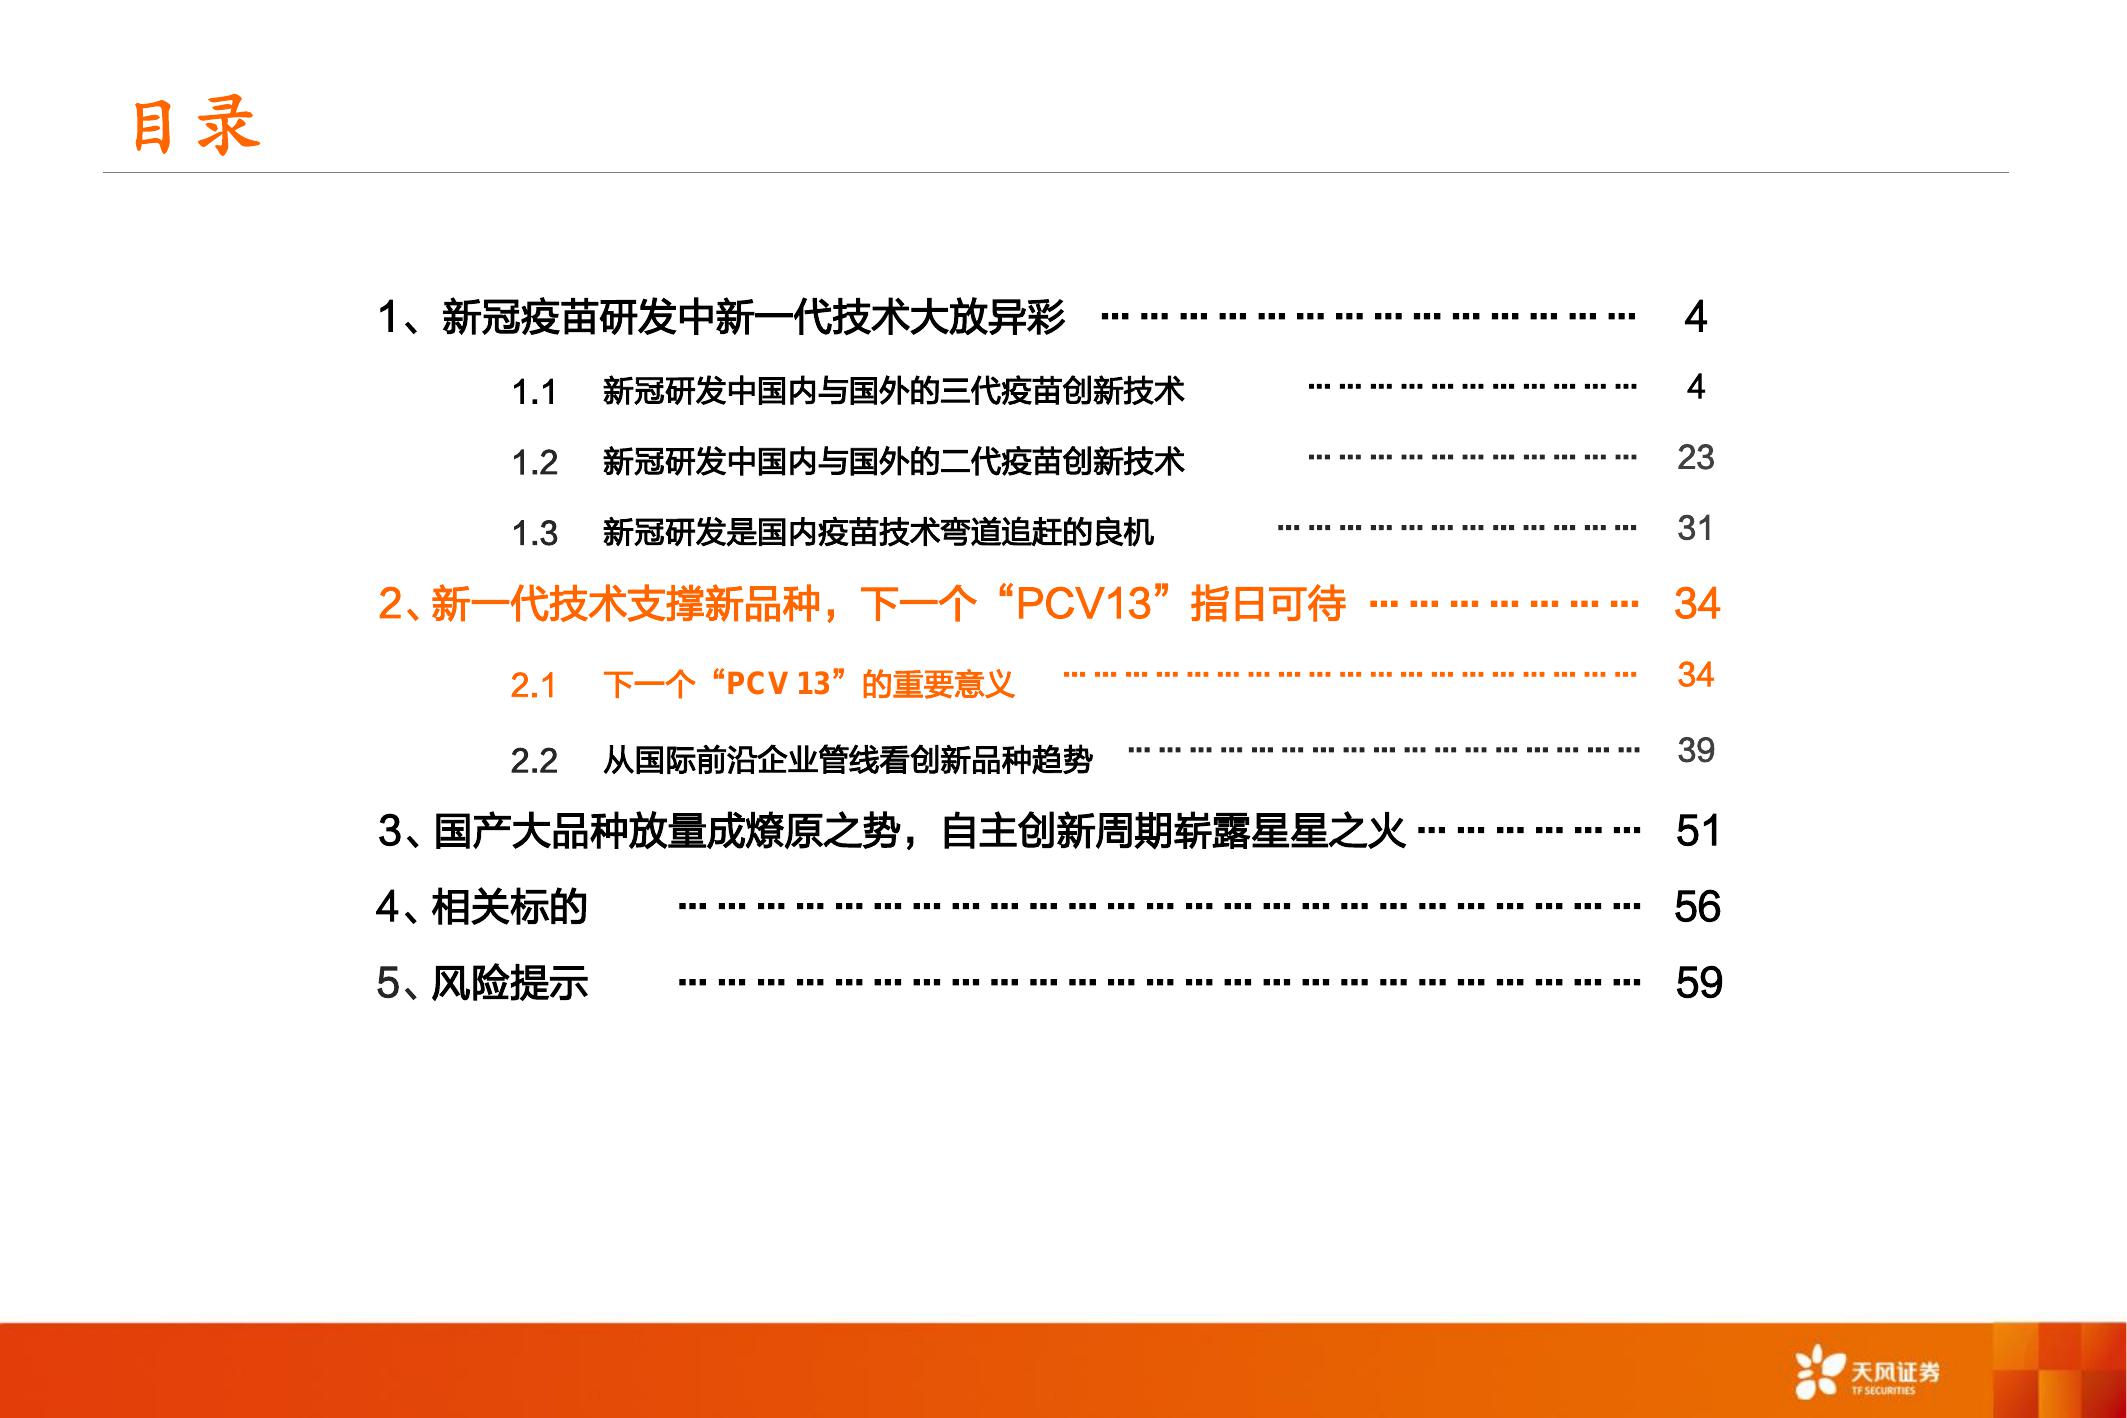 目录
1、新冠疫苗研发中新一代技术大放异彩 … … … … … … … … … … … … … … 4
1.1 新冠研发中国内与国外的三代疫苗创新技术 … … … … … … … … … … … 4
1.2 新冠研发中国内与国外的二代疫苗创新技术 … … … … … … … … … … … 23
1.3 新冠研发是国内疫苗技术弯道追赶的良机 … … … … … … … … … … … … 31
2、新一代技术支撑新品种，下一个“PCV13”指日可待 … … … … … … … 34
2.1 下一个“PCV 13”的重要意义 … … … … … … … … … … … … … … … … … … … 34
2.2 从国际前沿企业管线看创新品种趋势 … … … … … … … … … … … … … … … … … 39
3、国产大品种放量成燎原之势，自主创新周期崭露星星之火 … … … … … … 51
4、相关标的 … … … … … … … … … … … … … … … … … … … … … … … … … 56
5、风险提示 … … … … … … … … … … … … … … … … … … … … … … … … … 59
天风证券
TF SECURITIES